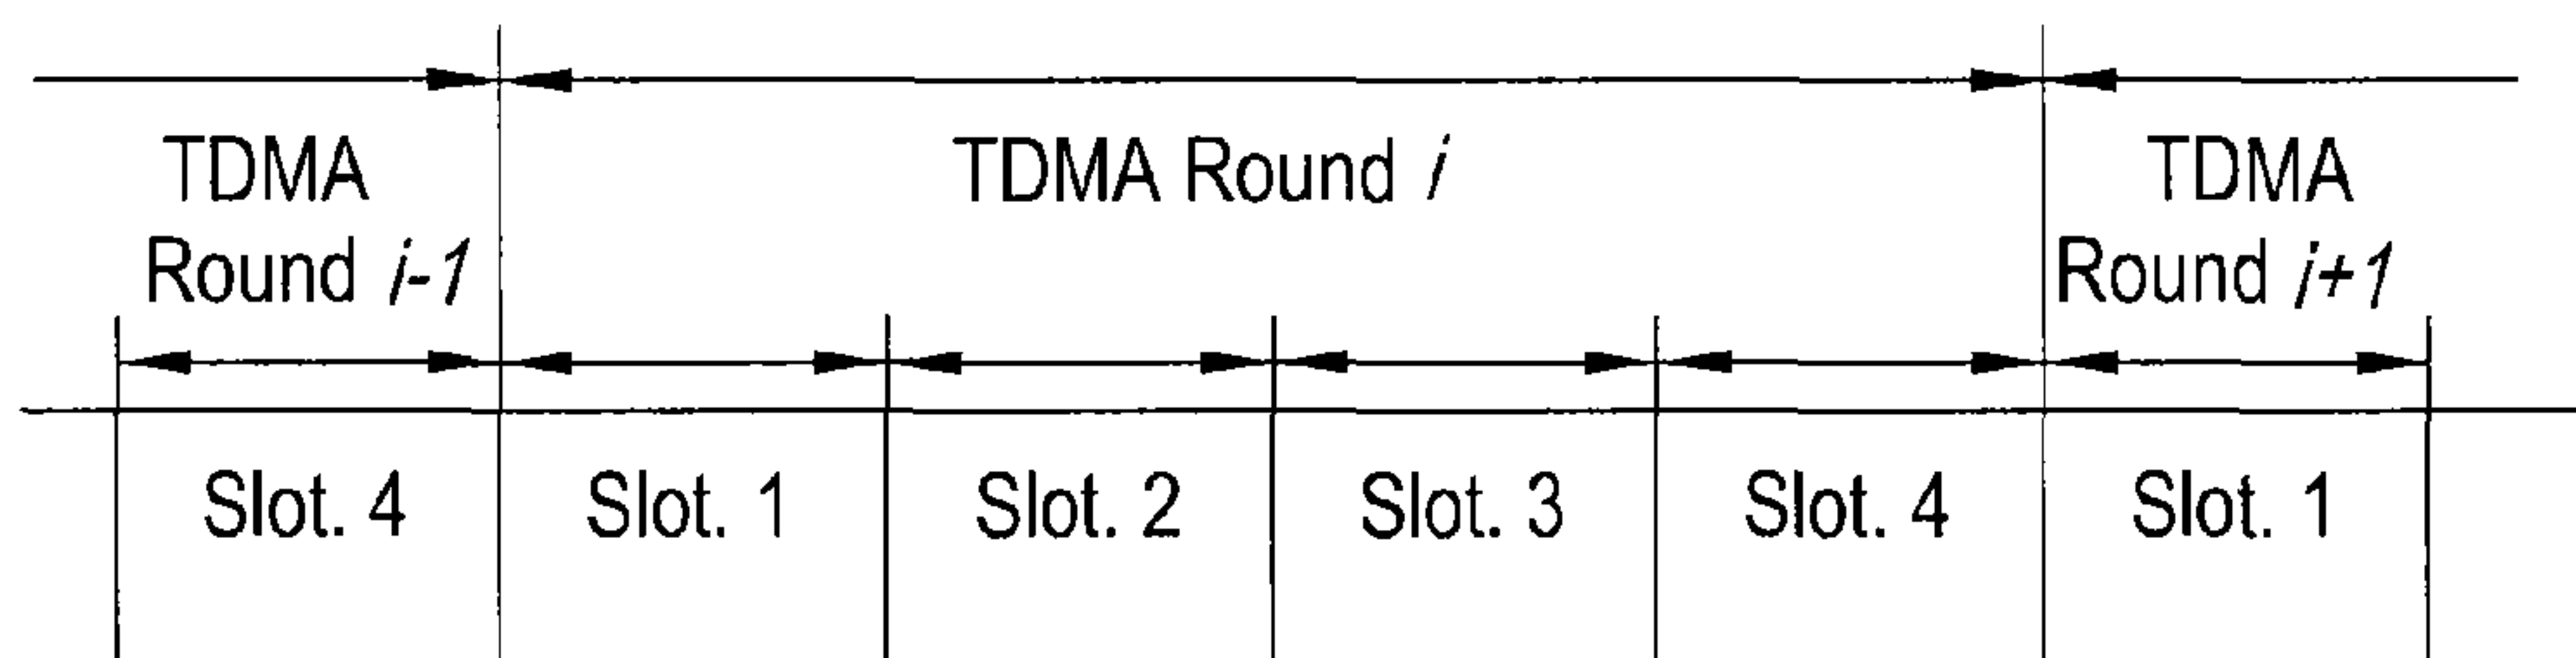 TDMA
Round i-1
TDMA Round i
TDMA
Round i+1
Slot. 4
Slot. 1
Slot. 2
Slot. 3
Slot. 4
Slot. 1